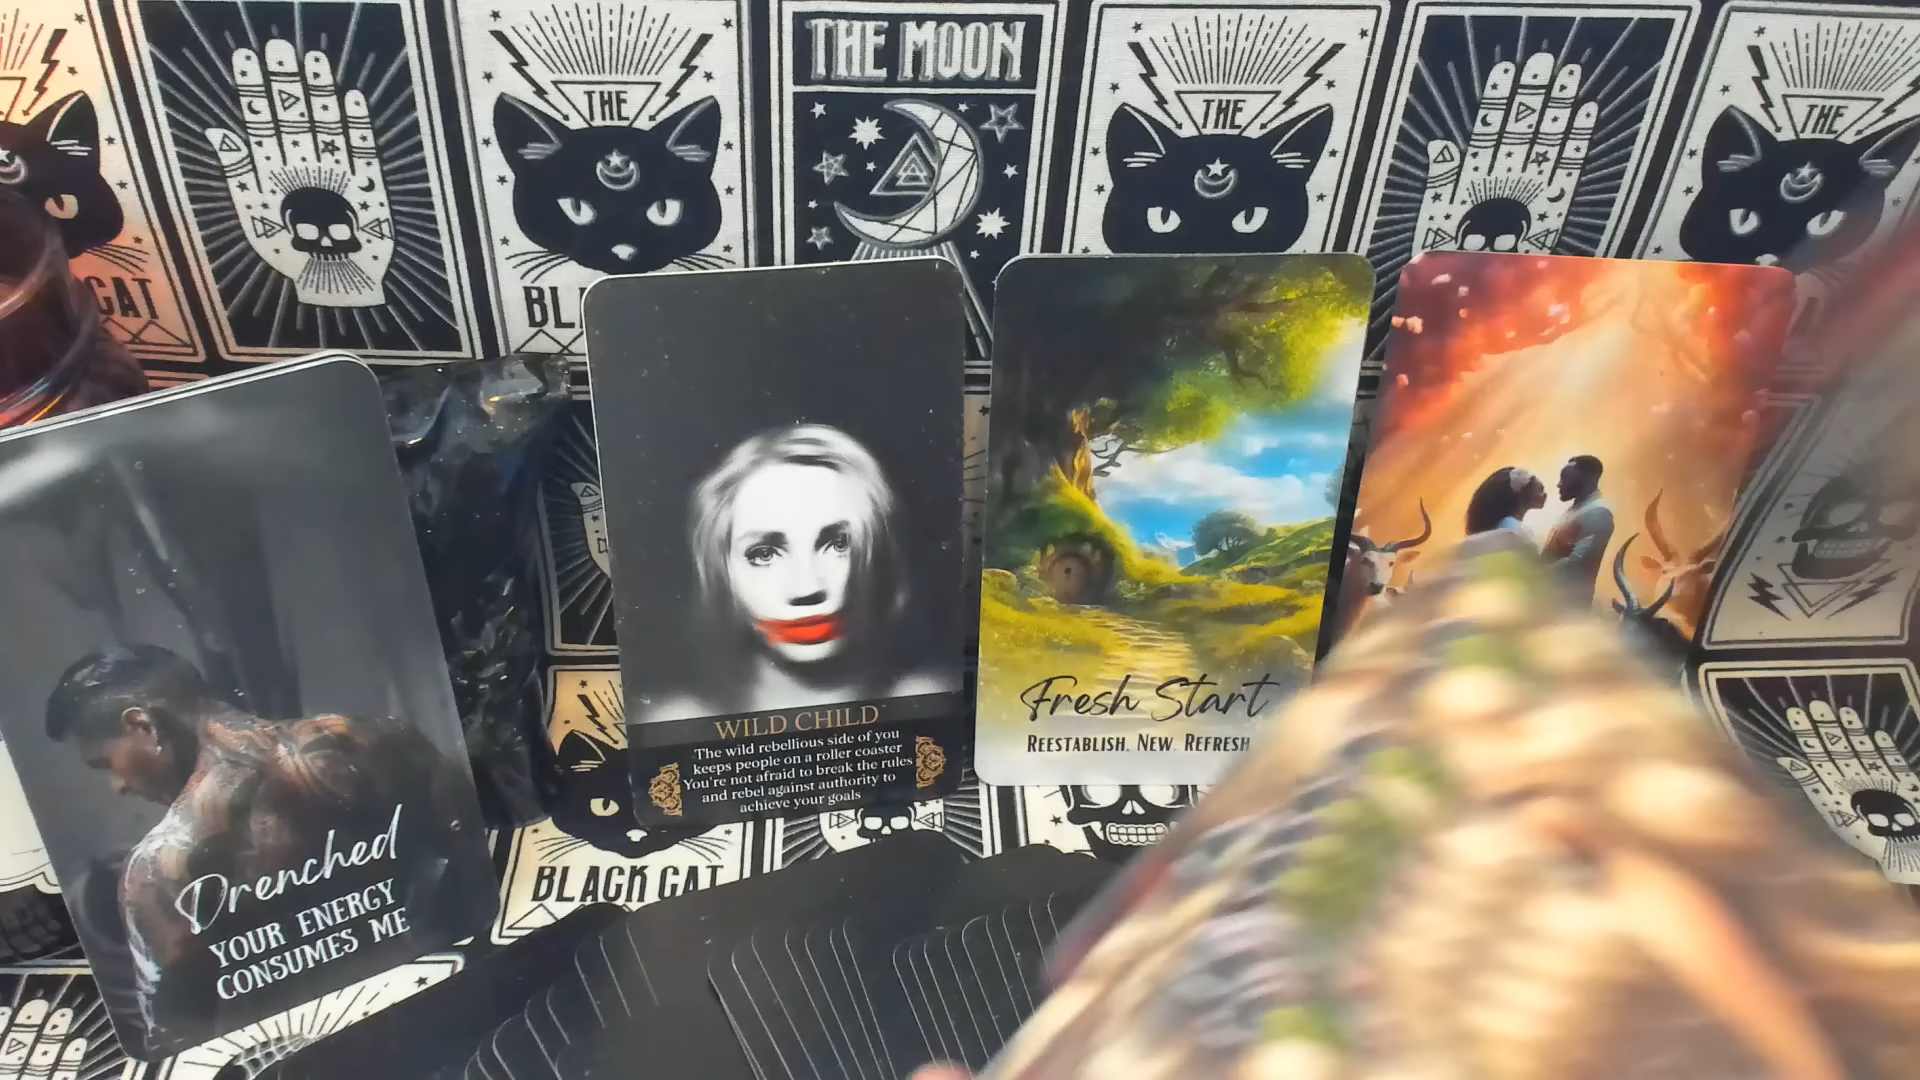 THE MOON
THE
THE
THE
CAT
BL
BLACK CAT
Drenched
YOUR ENERGY
CONSUMES ME
WILD CHILD
The wild rebellious side of you
keeps people on a roller coaster
You're not afraid to break the rules
and rebel against authority to
achieve your goals
Fresh Start
REESTABLISH. NEW. REFRESH